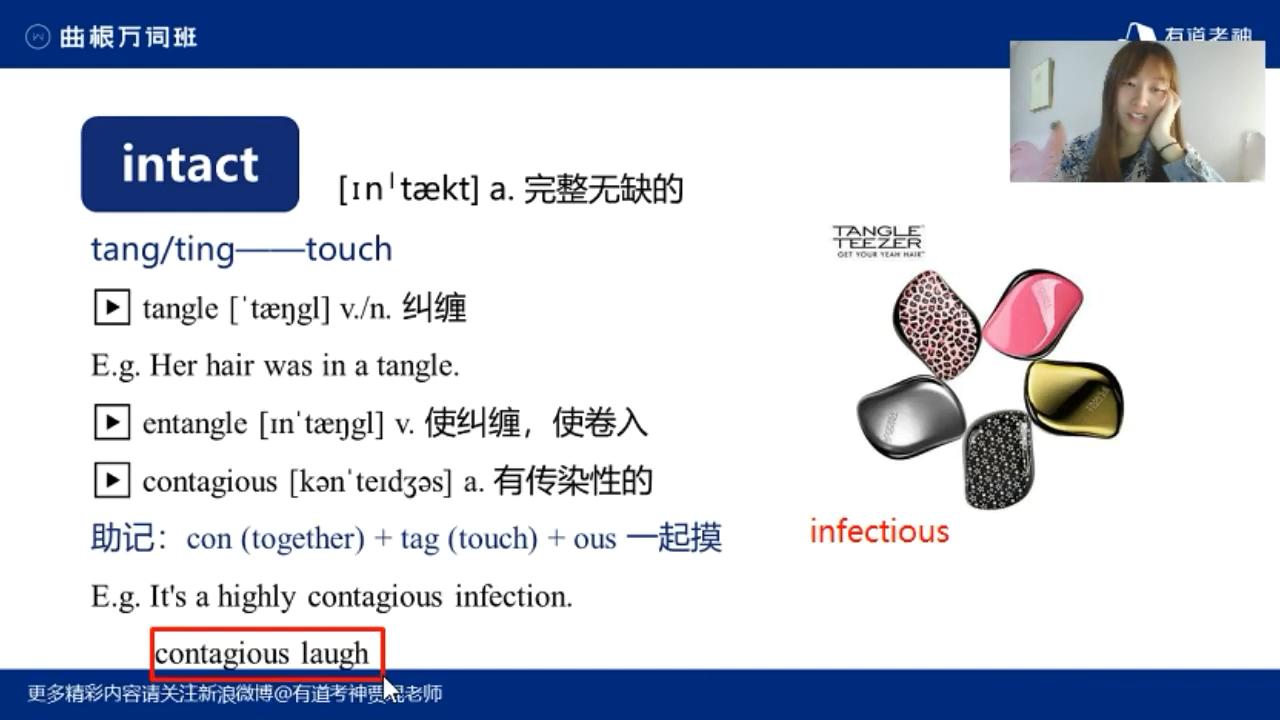 曲根万词班
有道考神
intact
[ɪnˈtækt] a. 完整无缺的
tang/ting——touch
TANGLE
TEEZER
GET YOUR YEAH HAIR
tangle [ˈtæŋgl] v./n. 纠缠
E.g. Her hair was in a tangle.
entangle [ɪnˈtæŋgl] v. 使纠缠，使卷入
contagious [kənˈteɪdʒəs] a. 有传染性的
助记：con (together) + tag (touch) + ous 一起摸
infectious
E.g. It's a highly contagious infection.
contagious laugh
更多精彩内容请关注新浪微博@有道考神贾琨老师